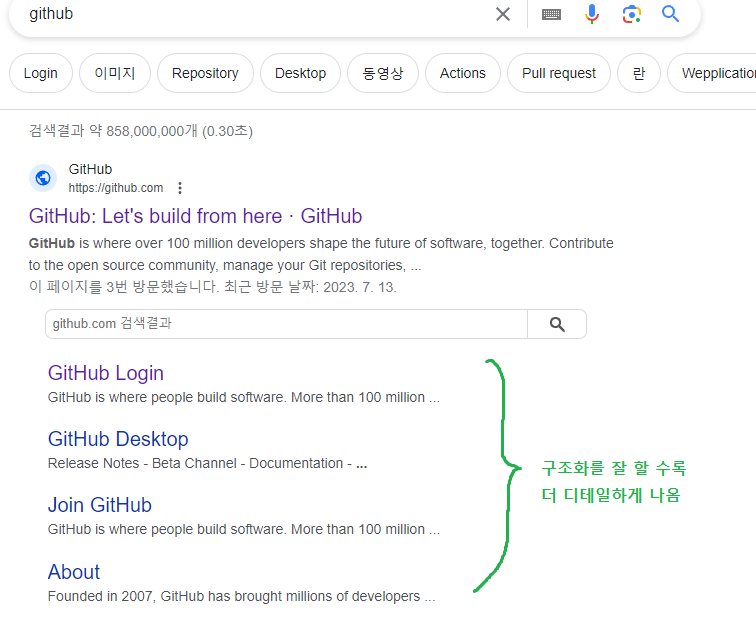 github
Login
이미지
Repository
Desktop
동영상
Actions
Pull request
란
Wepplication
검색결과 약 858,000,000개 (0.30초)
GitHub
https://github.com
GitHub: Let's build from here · GitHub
GitHub is where over 100 million developers shape the future of software, together. Contribute
to the open source community, manage your Git repositories, ...
이 페이지를 3번 방문했습니다. 최근 방문 날짜: 2023. 7. 13.
github.com 검색결과
GitHub Login
GitHub is where people build software. More than 100 million ...
GitHub Desktop
Release Notes - Beta Channel - Documentation - ...
구조화를 잘 할 수록
더 디테일하게 나옴
Join GitHub
GitHub is where people build software. More than 100 million ...
About
Founded in 2007, GitHub has brought millions of developers ...